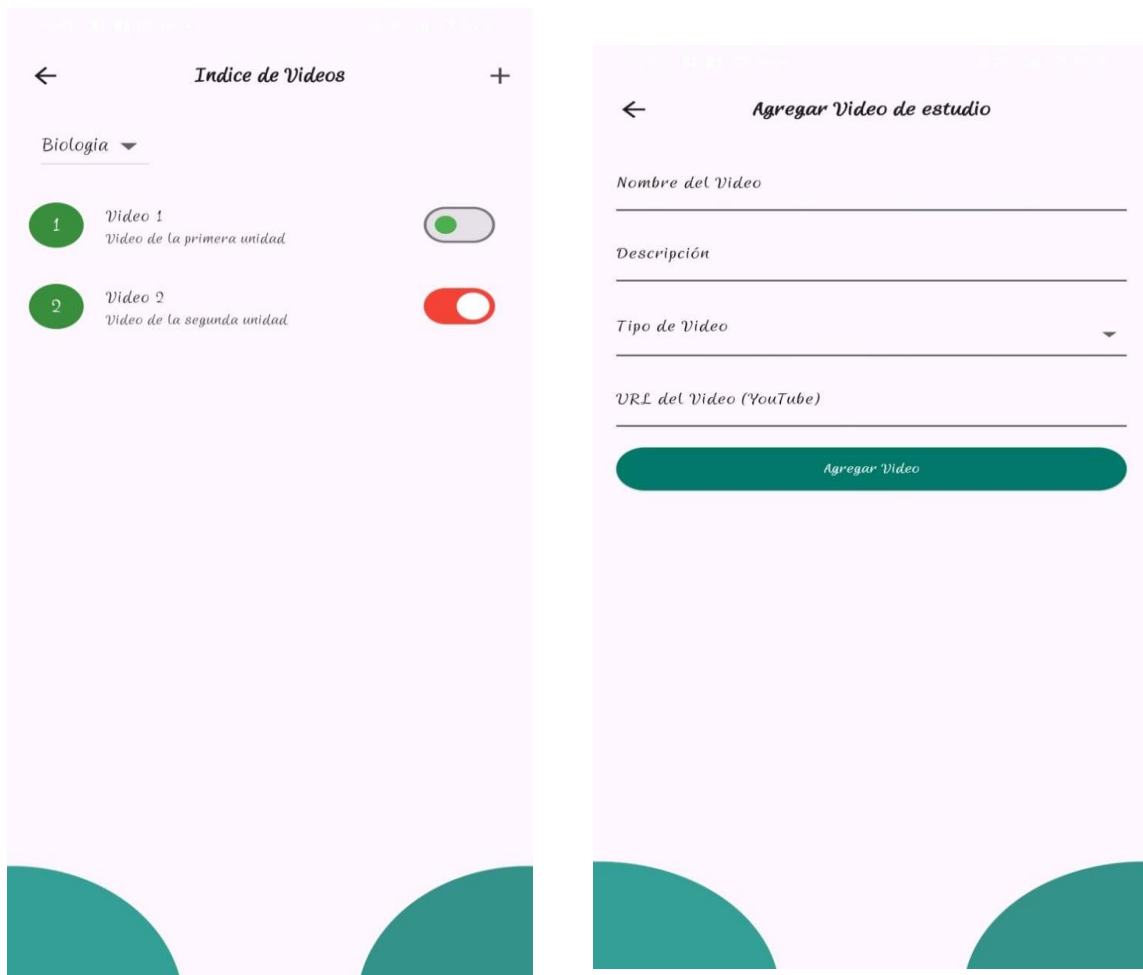 Indice de Videos
Biologia
1
Video 1
Video de la primera unidad
2
Video 2
Video de la segunda unidad
Agregar Video de estudio
Nombre del Video
Descripción
Tipo de Video
URL del Video (YouTube)
Agregar Video